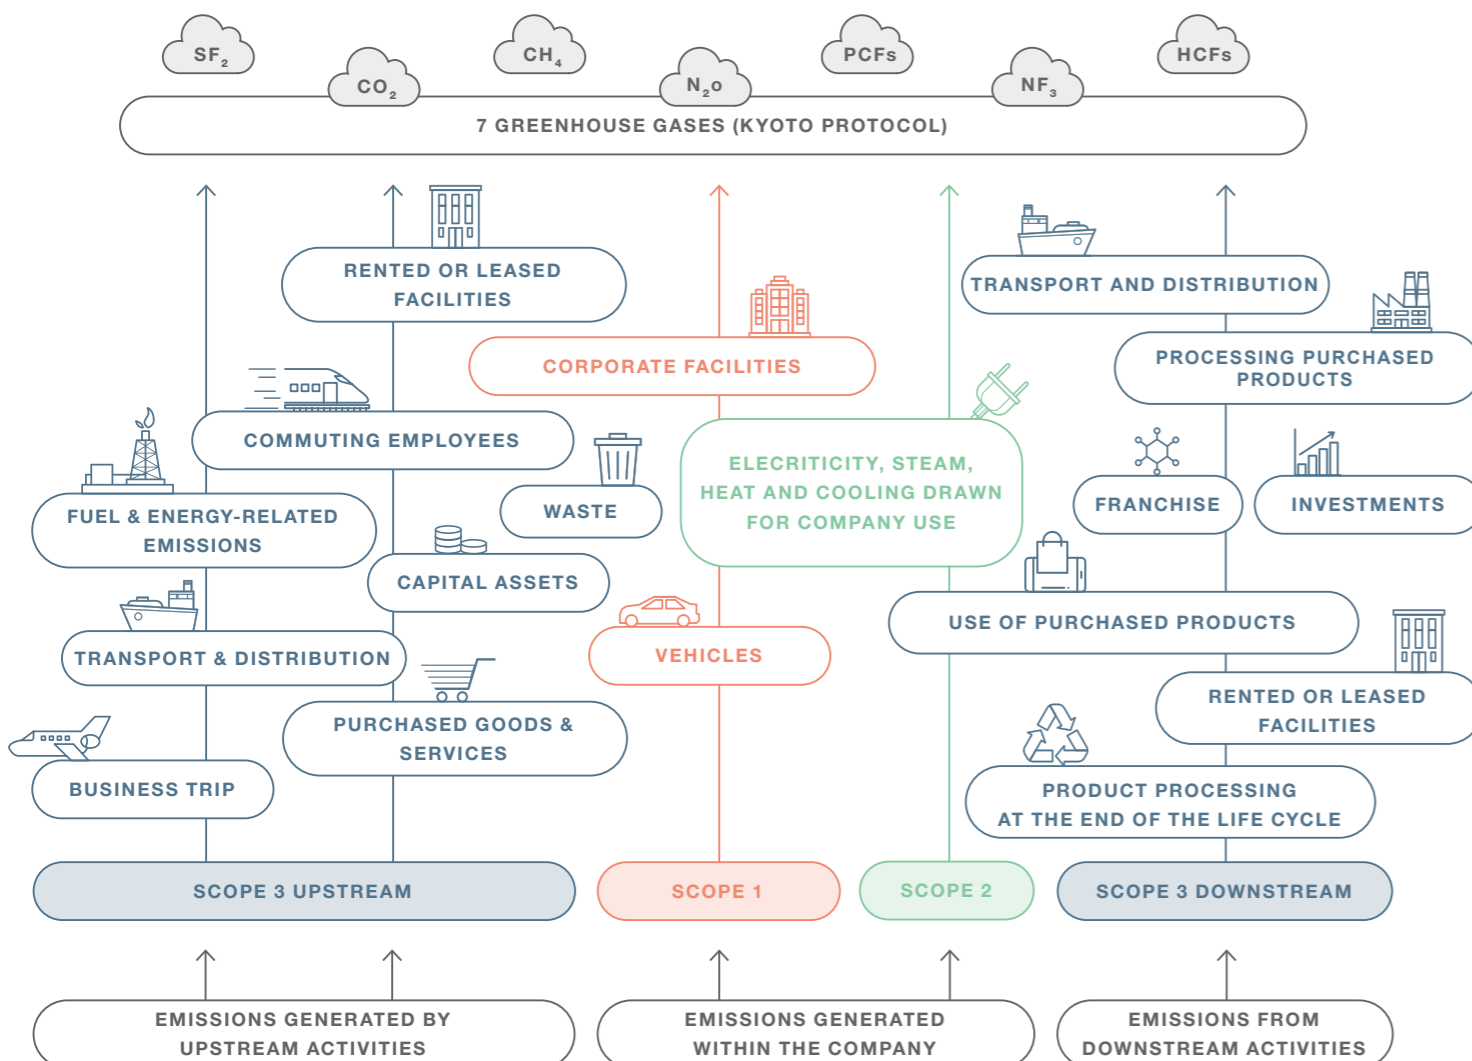 SF₂
CO₂
CH₄
N₂o
PCFs
NF₃
HCFs
7 GREENHOUSE GASES (KYOTO PROTOCOL)
RENTED OR LEASED
FACILITIES
COMMUTING EMPLOYEES
FUEL & ENERGY-RELATED
EMISSIONS
WASTE
CAPITAL ASSETS
TRANSPORT & DISTRIBUTION
PURCHASED GOODS &
SERVICES
BUSINESS TRIP
CORPORATE FACILITIES
VEHICLES
ELECRITICITY, STEAM,
HEAT AND COOLING DRAWN
FOR COMPANY USE
TRANSPORT AND DISTRIBUTION
PROCESSING PURCHASED
PRODUCTS
FRANCHISE
INVESTMENTS
USE OF PURCHASED PRODUCTS
RENTED OR LEASED
FACILITIES
PRODUCT PROCESSING
AT THE END OF THE LIFE CYCLE
SCOPE 3 UPSTREAM
SCOPE 1
SCOPE 2
SCOPE 3 DOWNSTREAM
EMISSIONS GENERATED BY
UPSTREAM ACTIVITIES
EMISSIONS GENERATED
WITHIN THE COMPANY
EMISSIONS FROM
DOWNSTREAM ACTIVITIES